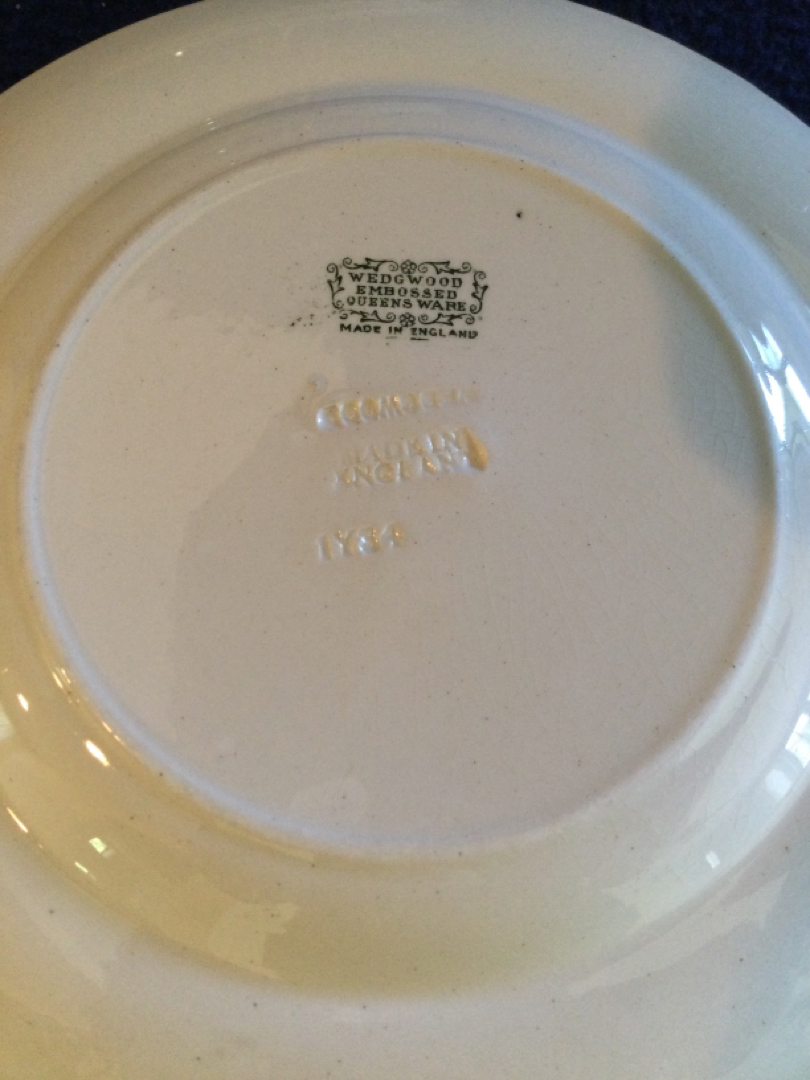 WEDGWOOD
EMBOSSED
QUEENS WARE
MADE IN ENGLAND
MADE IN
ENGLAND